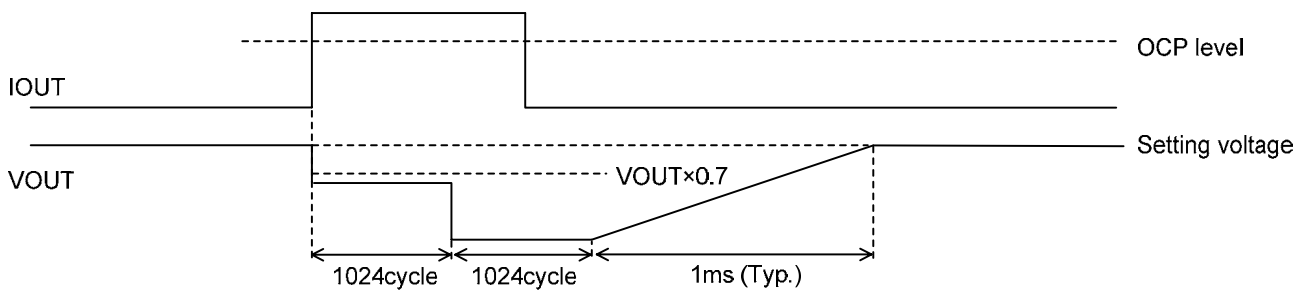 OCP level
IOUT
Setting voltage
VOUT
VOUT×0.7
1024cycle 1024cycle 1ms (Typ.)